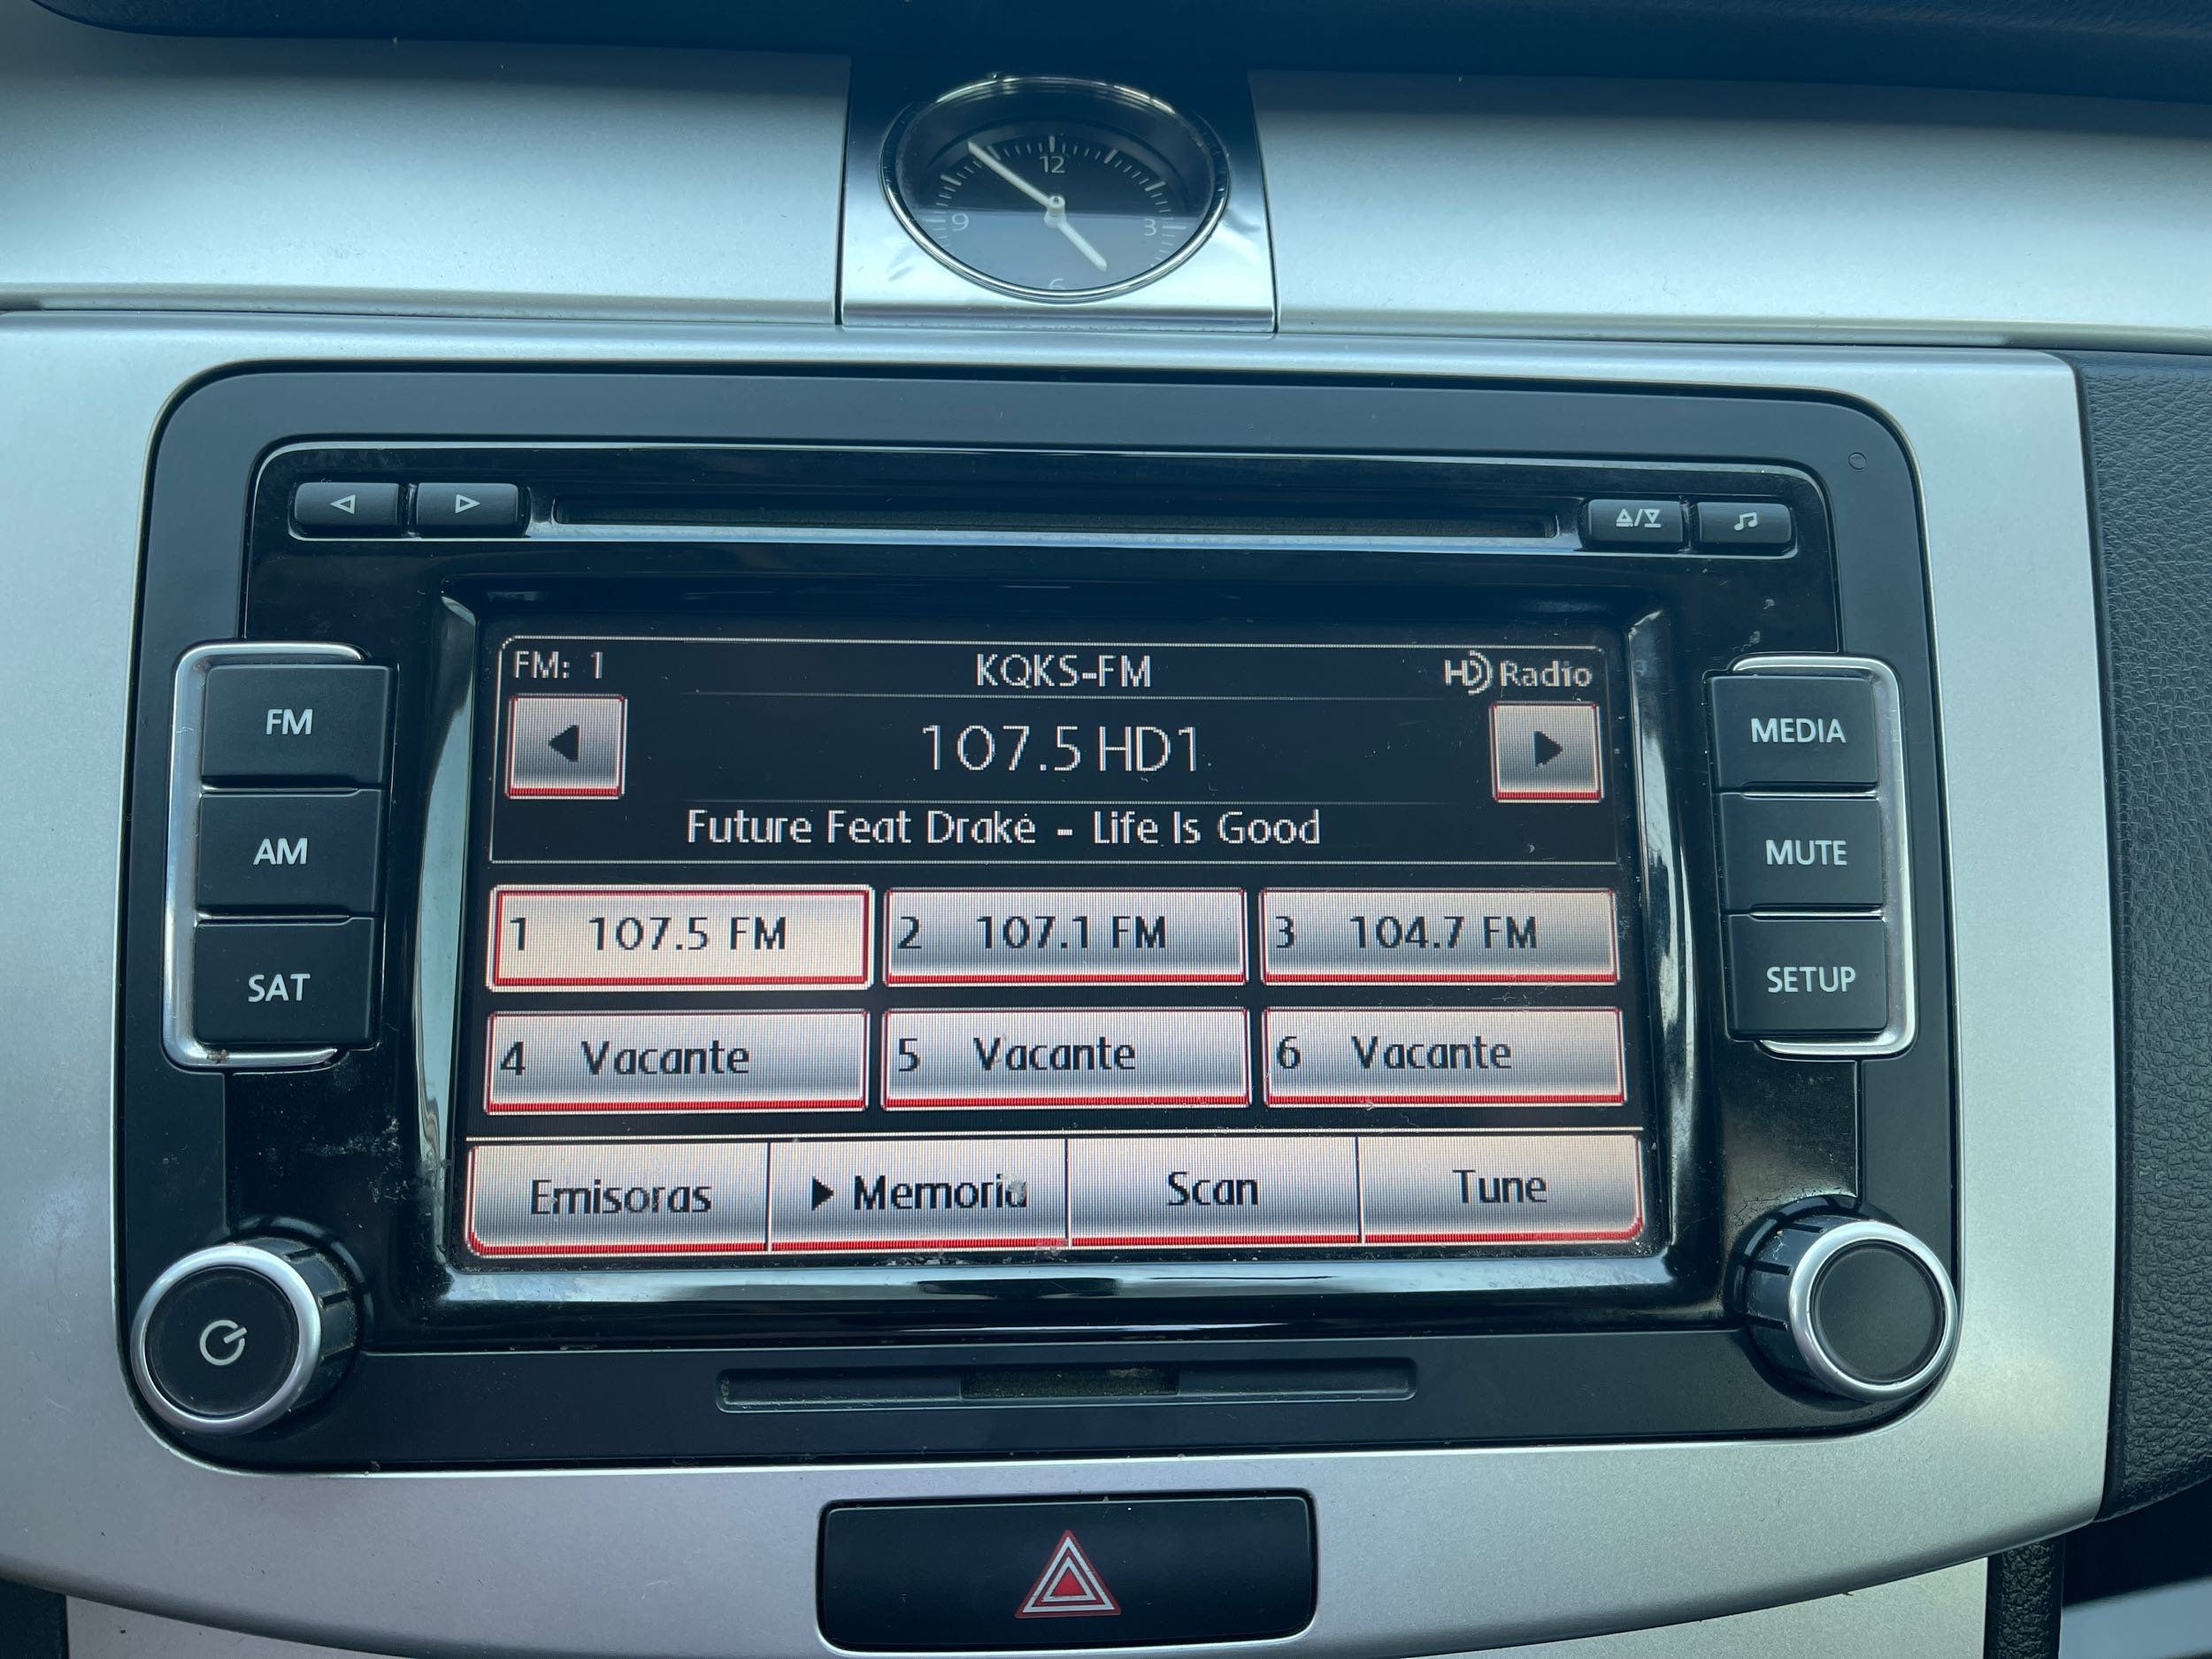 12
9 3
6
FM: 1 KQKS-FM HD Radio
107.5 HD1
Future Feat Drake - Life Is Good
FM
AM
SAT
MEDIA
MUTE
SETUP
1 107.5 FM 2 107.1 FM 3 104.7 FM
4 Vacante 5 Vacante 6 Vacante
Emisoras Memoria Scan Tune